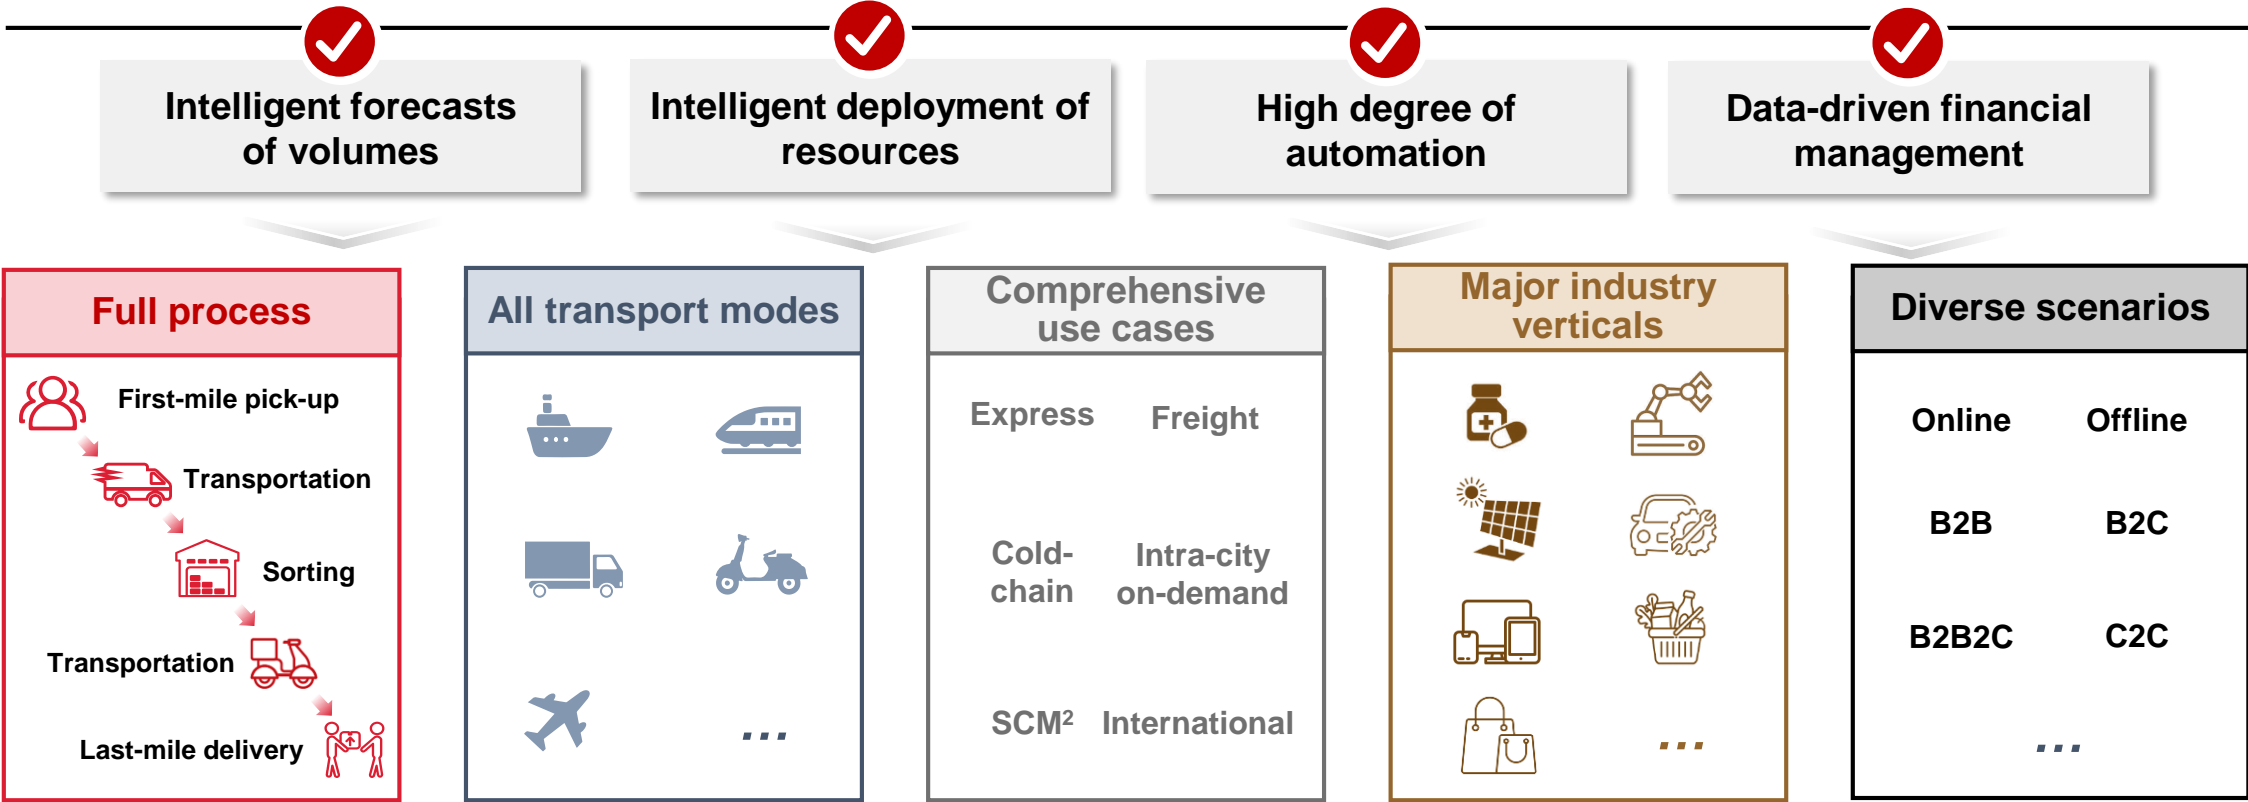 Intelligent forecasts
of volumes
Intelligent deployment of
resources
High degree of
automation
Data-driven financial
management
Full process
First-mile pick-up
Transportation
Sorting
Transportation
Last-mile delivery
All transport modes
...
Comprehensive
use cases
Express
Freight
Cold-
chain
Intra-city
on-demand
SCM²
International
Major industry
verticals
...
Diverse scenarios
Online
Offline
B2B
B2C
B2B2C
C2C
...